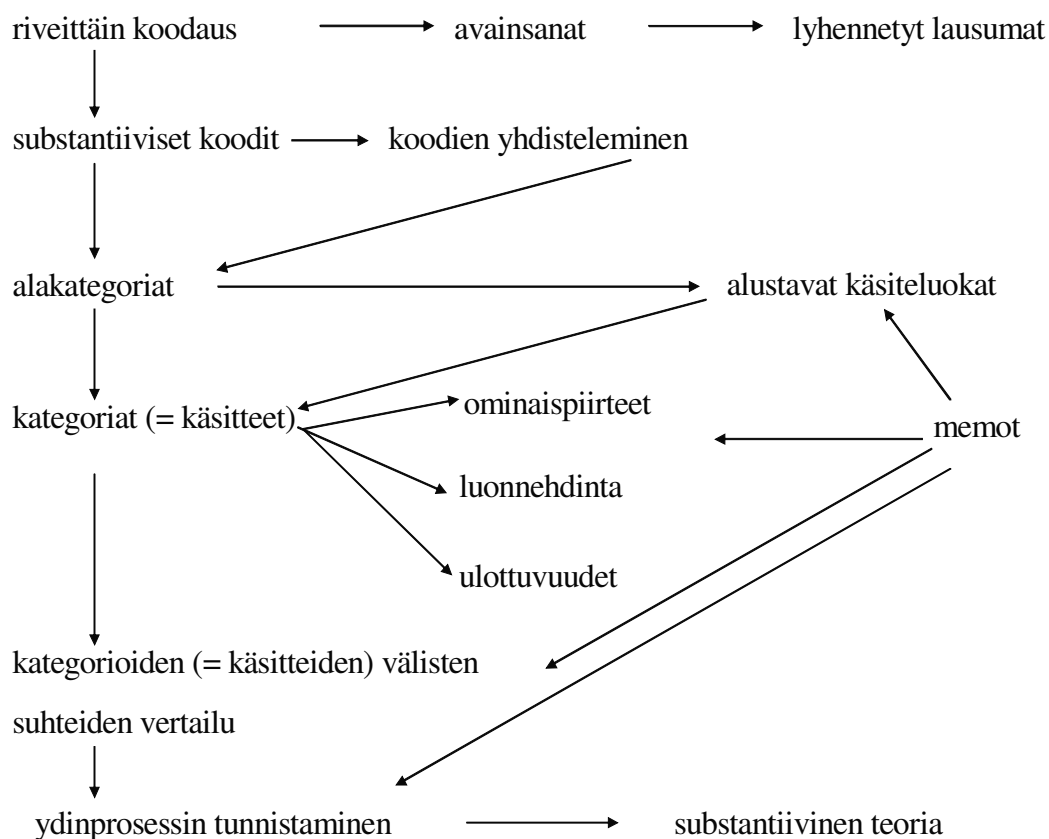 riveittäin koodaus avainsanat lyhennetyt lausumat
substantiiviset koodit koodien yhdisteleminen
alakategoriat alustavat käsiteluokat
kategoriat (= käsitteet) ominaispiirteet
memot
luonnehdinta
ulottuvuudet
kategorioiden (= käsitteiden) välisten
suhteiden vertailu
ydinprosessin tunnistaminen substantiivinen teoria